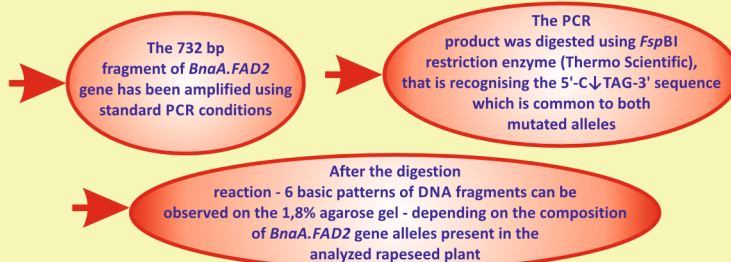 The 732 bp
fragment of BnaA.FAD2
gene has been amplified using
standard PCR conditions
The PCR
product was digested using FspBI
restriction enzyme (Thermo Scientific),
that is recognising the 5'-C↓TAG-3' sequence
which is common to both
mutated alleles
After the digestion
reaction - 6 basic patterns of DNA fragments can be
observed on the 1,8% agarose gel - depending on the composition
of BnaA.FAD2 gene alleles present in the
analyzed rapeseed plant